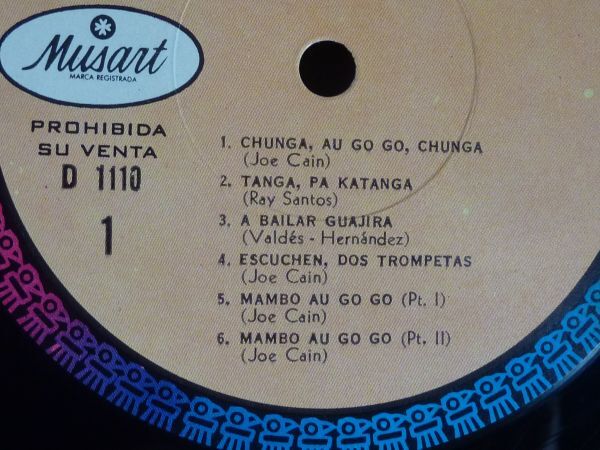 Musart
MARCA REGISTRADA
PROHIBIDA
SU VENTA
D 1110
1
1. CHUNGA, AU GO GO, CHUNGA
(Joe Cain)
2. TANGA, PA KATANGA
(Ray Santos)
3. A BAILAR GUAJIRA
(Valdés - Hernández)
4. ESCUCHEN, DOS TROMPETAS
(Joe Cain)
5. MAMBO AU GO GO (Pt. I)
(Joe Cain)
6. MAMBO AU GO GO (Pt. II)
(Joe Cain)